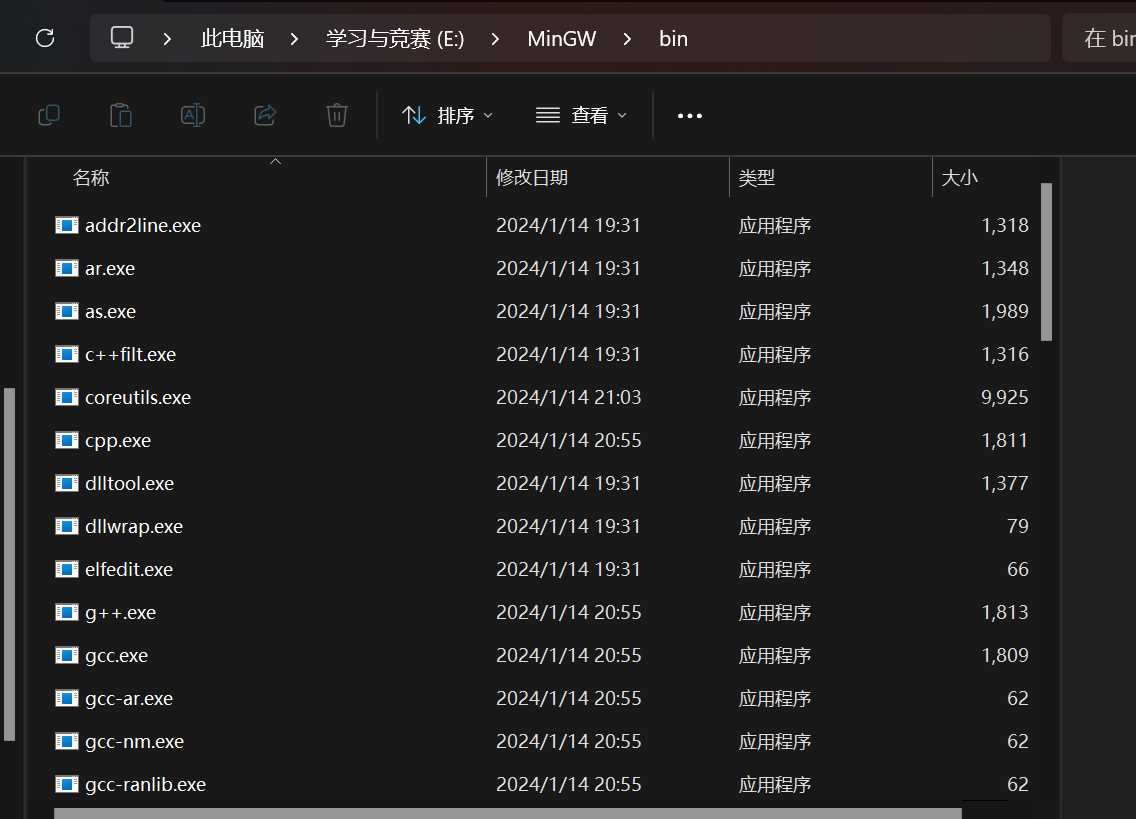 此电脑 学习与竞赛 (E:) MinGW bin 在 bin
排序 查看
名称 修改日期 类型 大小
addr2line.exe 2024/1/14 19:31 应用程序 1,318
ar.exe 2024/1/14 19:31 应用程序 1,348
as.exe 2024/1/14 19:31 应用程序 1,989
c++filt.exe 2024/1/14 19:31 应用程序 1,316
coreutils.exe 2024/1/14 21:03 应用程序 9,925
cpp.exe 2024/1/14 20:55 应用程序 1,811
dlltool.exe 2024/1/14 19:31 应用程序 1,377
dllwrap.exe 2024/1/14 19:31 应用程序 79
elfedit.exe 2024/1/14 19:31 应用程序 66
g++.exe 2024/1/14 20:55 应用程序 1,813
gcc.exe 2024/1/14 20:55 应用程序 1,809
gcc-ar.exe 2024/1/14 20:55 应用程序 62
gcc-nm.exe 2024/1/14 20:55 应用程序 62
gcc-ranlib.exe 2024/1/14 20:55 应用程序 62